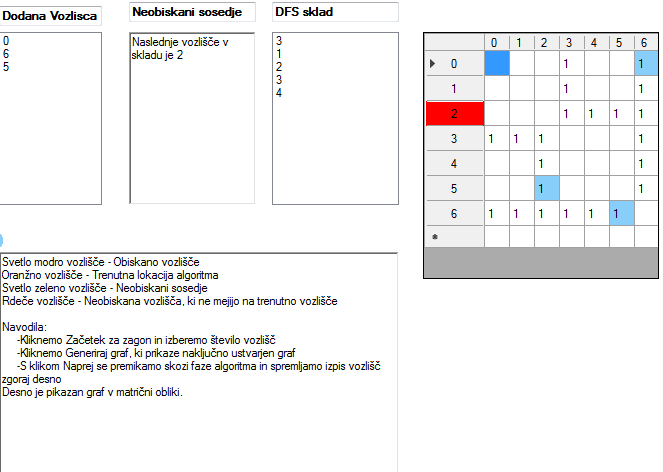 Dodana Vozlisca
0
6
5
Neobiskani sosedje
Naslednje vozlišče v
skladu je 2
DFS sklad
3
1
2
3
4
0 1 2 3 4 5 6
0 1 1
1 1 1
2 1 1 1 1
3 1 1 1 1
4 1 1
5 1 1
6 1 1 1 1 1 1
*
Svetlo modro vozlišče - Obiskano vozlišče
Oranžno vozlišče - Trenutna lokacija algoritma
Svetlo zeleno vozlišče - Neobiskani sosedje
Rdeče vozlišče - Neobiskana vozlišča, ki ne mejijo na trenutno vozlišče
Navodila:
-Kliknemo Začetek za zagon in izberemo število vozlišč
-Kliknemo Generiraj graf, ki prikaze naključno ustvarjen graf
-S klikom Naprej se premikamo skozi faze algoritma in spremljamo izpis vozlišč
zgoraj desno
Desno je pikazan graf v matrični obliki.